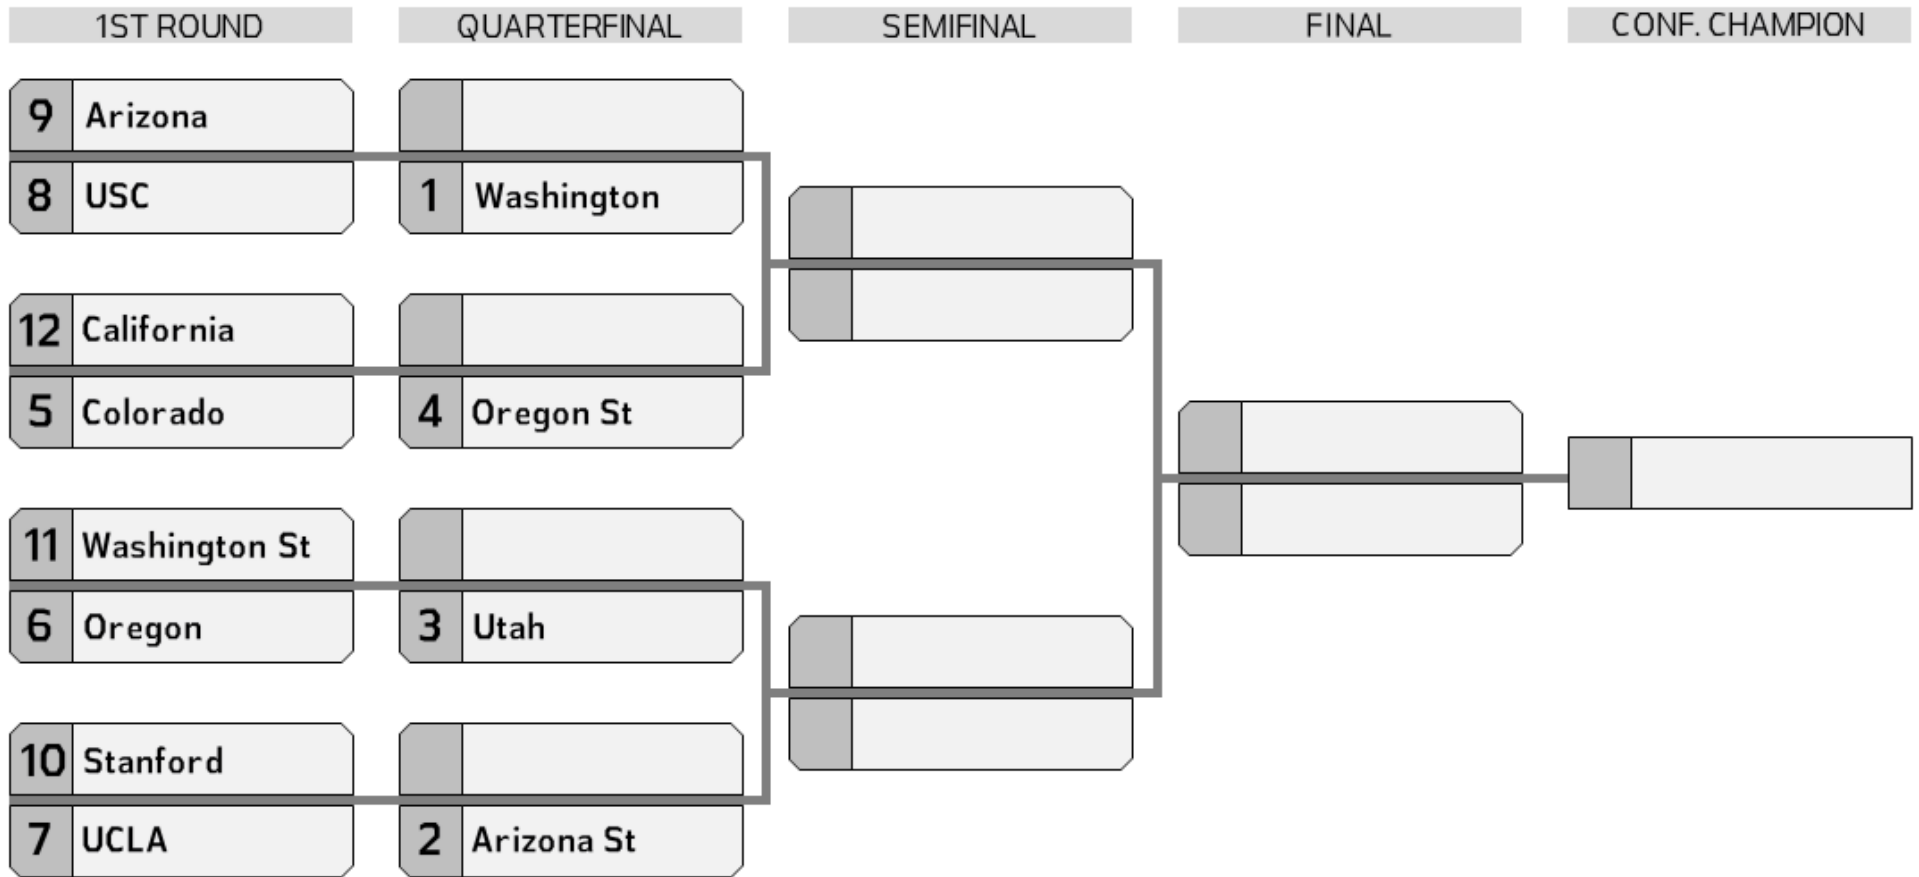 1ST ROUND
QUARTERFINAL
SEMIFINAL
FINAL
CONF. CHAMPION
9 Arizona
8 USC
1 Washington
12 California
5 Colorado
4 Oregon St
11 Washington St
6 Oregon
3 Utah
10 Stanford
7 UCLA
2 Arizona St